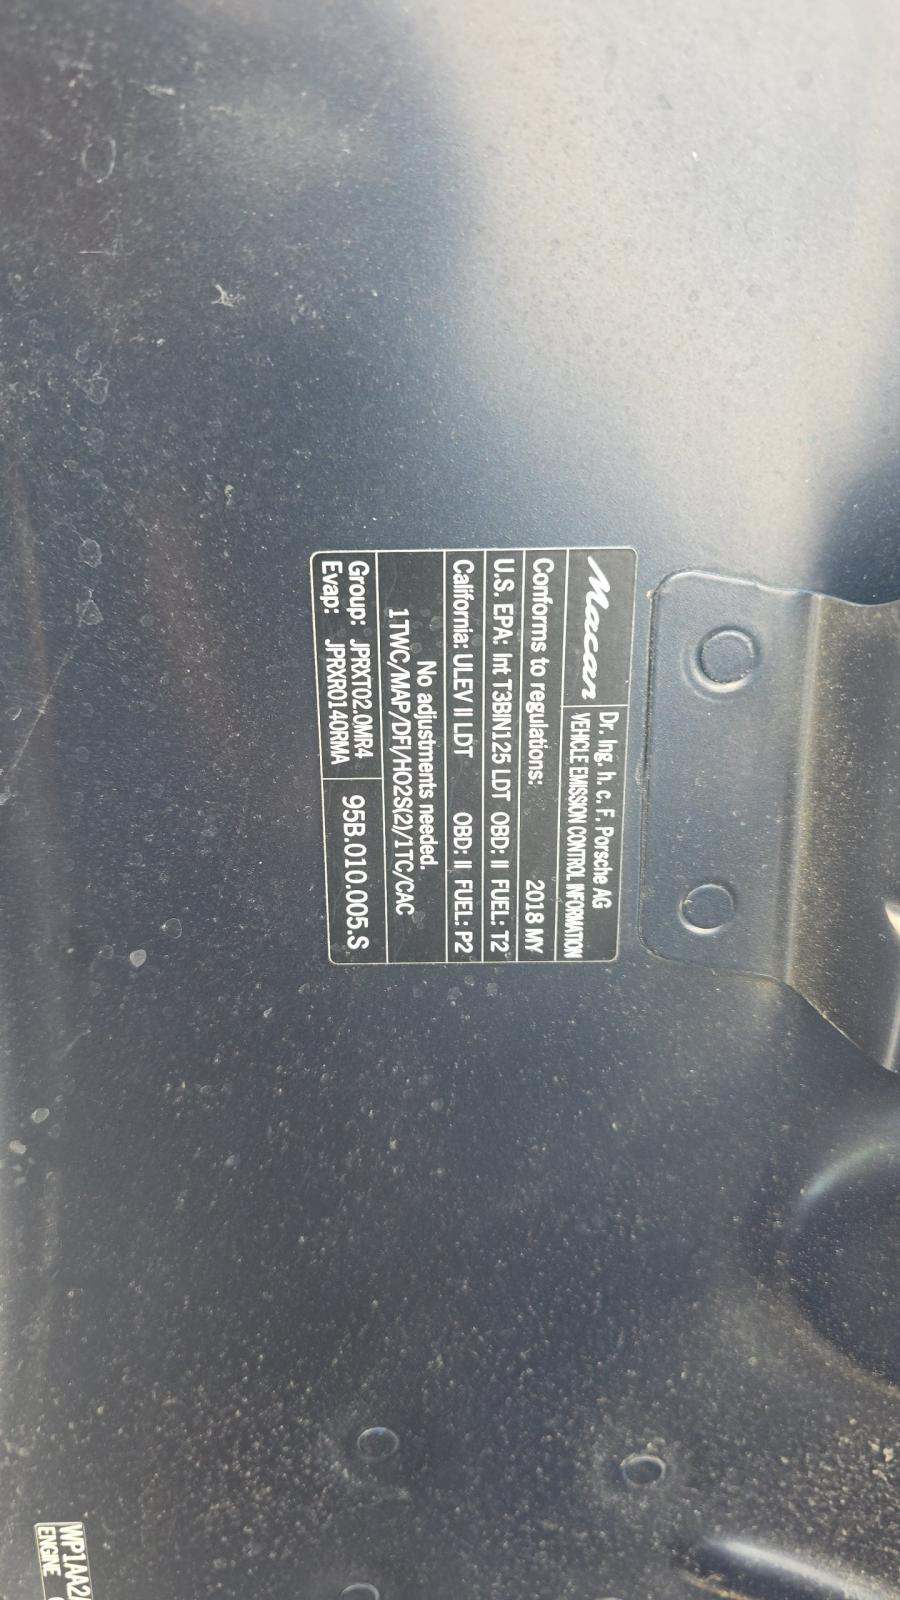 Macan
Dr. Ing. h. c. F. Porsche AG
VEHICLE EMISSION CONTROL INFORMATION
Conforms to regulations: 2018 MY
U.S. EPA: Int T3BIN125 LDT OBD: II FUEL: T2
California: ULEV II LDT OBD: II FUEL: P2
No adjustments needed.
1TWC/MAP/DFI/HO2S(2)/1TC/CAC
Group: JPRXT02.0MR4
Evap: JPRXR0140RMA
95B.010.005.S
WP1AA2
ENGINE